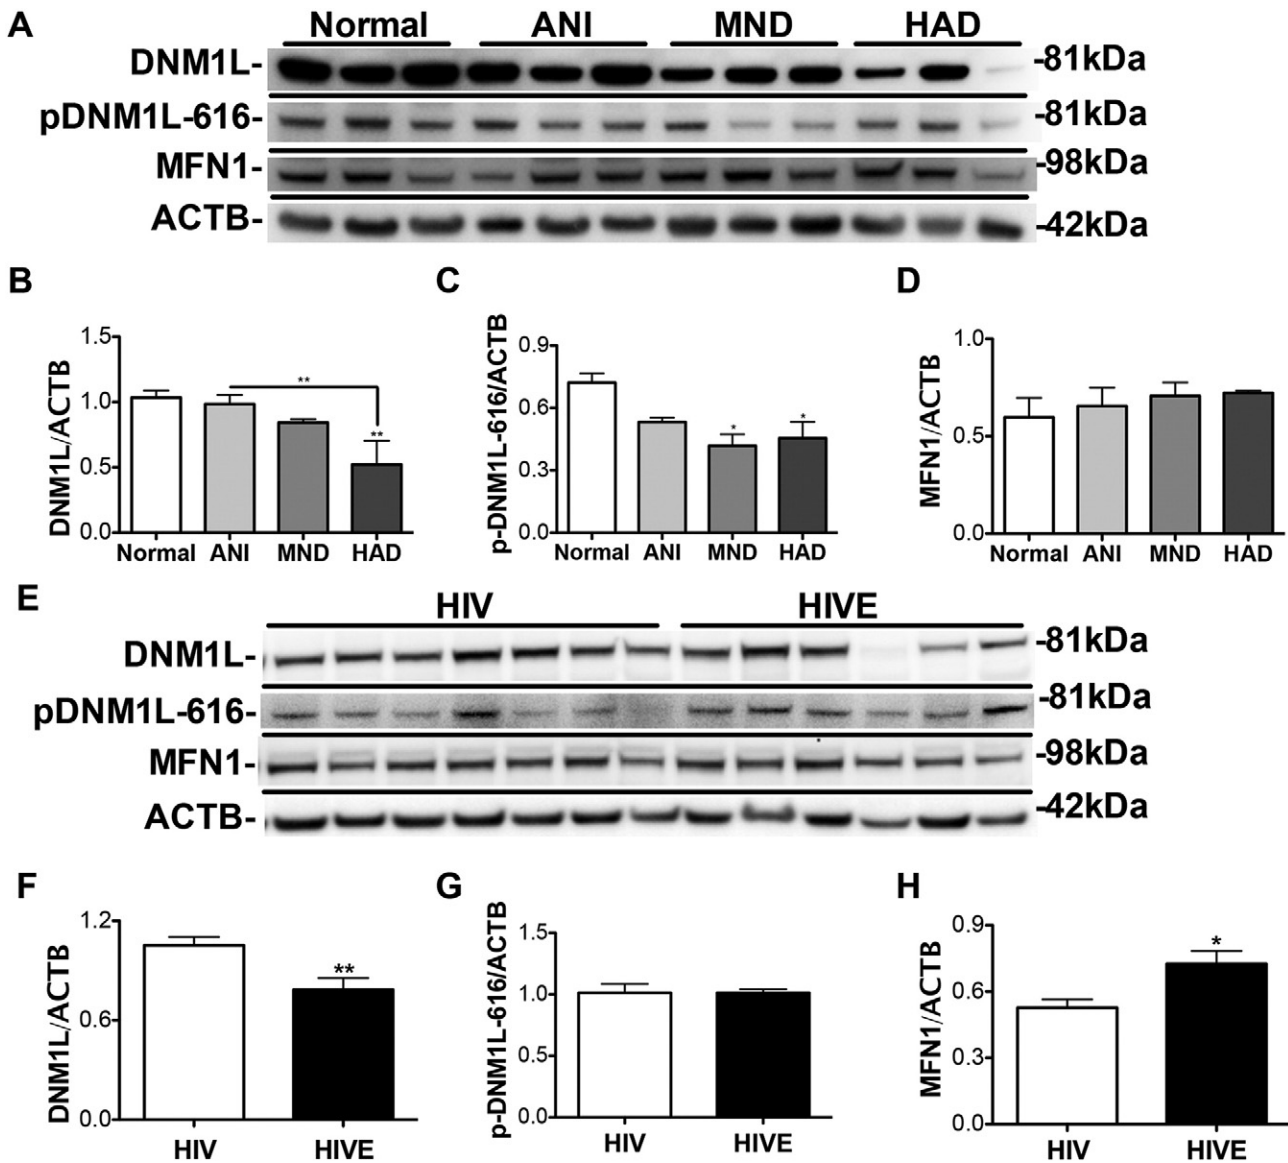 A
Normal ANI MND HAD
DNM1L- -81kDa
pDNM1L-616- -81kDa
MFN1- -98kDa
ACTB- -42kDa
B
DNM1L/ACTB
1.5
1.0
0.5
0.0
**
**
Normal ANI MND HAD
C
p-DNM1L-616/ACTB
0.9
0.6
0.3
0.0
* *
Normal ANI MND HAD
D
MFN1/ACTB
1.0
0.5
0.0
Normal ANI MND HAD
E
HIV HIVE
DNM1L- -81kDa
pDNM1L-616- -81kDa
MFN1- -98kDa
ACTB- -42kDa
F
DNM1L/ACTB
1.2
0.6
0.0
**
HIV HIVE
G
p-DNM1L-616/ACTB
1.5
1.0
0.5
0.0
HIV HIVE
H
MFN1/ACTB
0.9
0.6
0.3
0.0
*
HIV HIVE